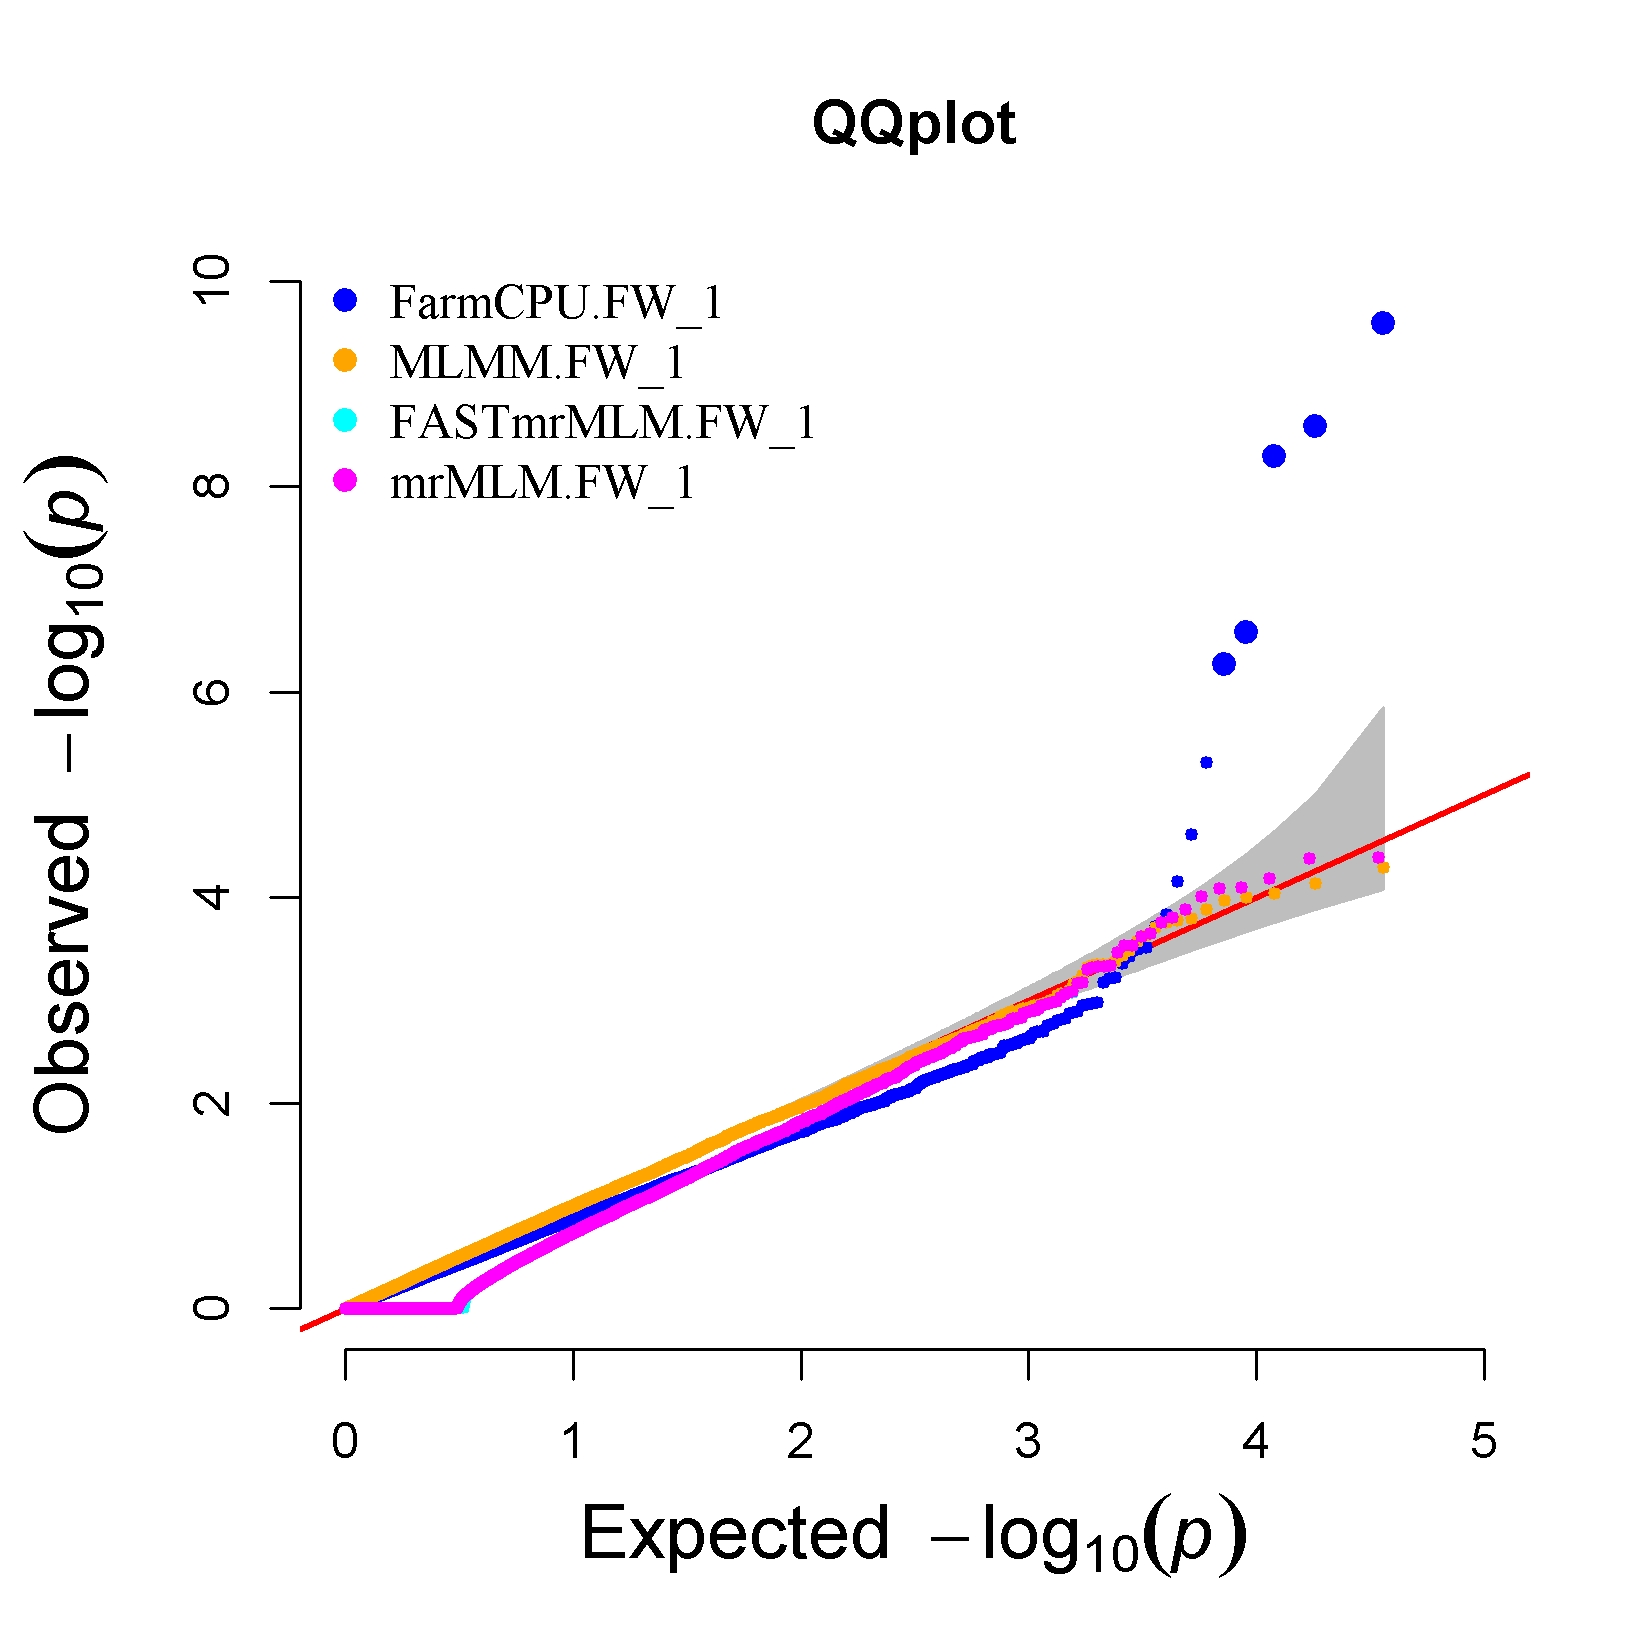 QQplot
10
8
6
4
2
0
FarmCPU.FW_1
MLMM.FW_1
FASTmrMLM.FW_1
mrMLM.FW_1
Observed −log10(p)
0 1 2 3 4 5
Expected −log10(p)